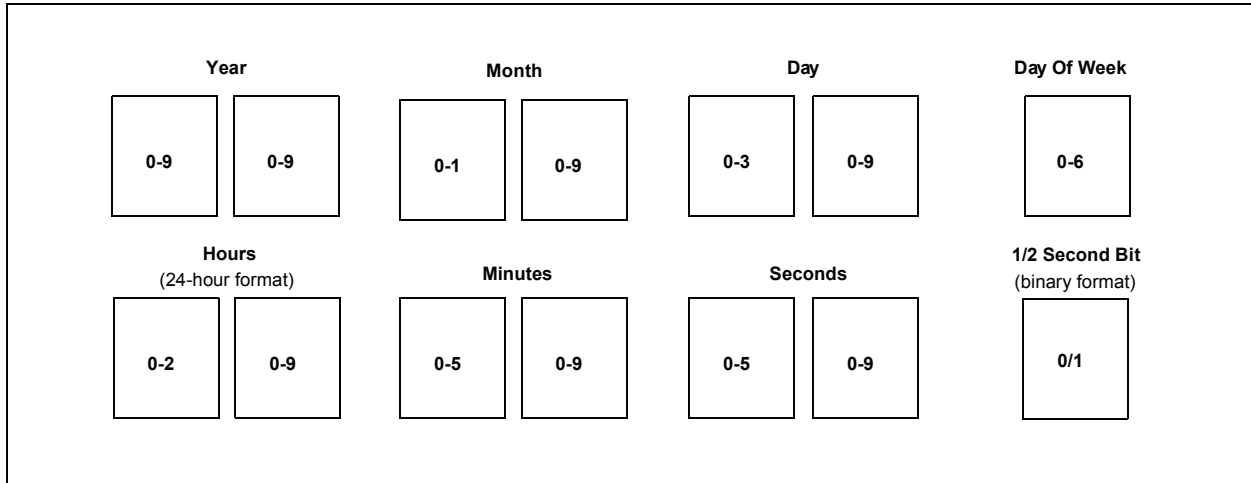 Year Month Day Day Of Week
0-9 0-9 0-1 0-9 0-3 0-9 0-6
Hours
(24-hour format)
Minutes Seconds 1/2 Second Bit
(binary format)
0-2 0-9 0-5 0-9 0-5 0-9 0/1